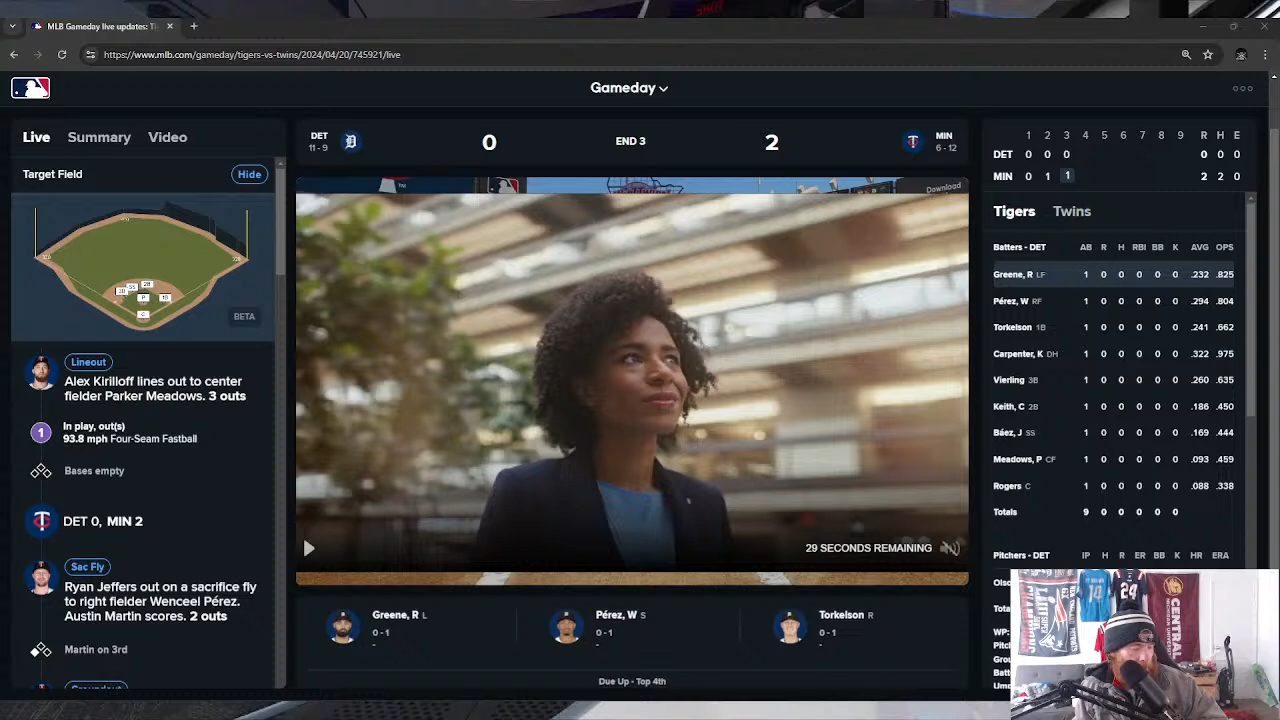 MLB Gameday live updates: Ti
https://www.mlb.com/gameday/tigers-vs-twins/2024/04/20/745921/live
Gameday
Live Summary Video
Target Field
Hide
BETA
Lineout
Alex Kirilloff lines out to center
fielder Parker Meadows. 3 outs
1
In play, out(s)
93.8 mph Four-Seam Fastball
Bases empty
DET 0, MIN 2
Sac Fly
Ryan Jeffers out on a sacrifice fly
to right fielder Wenceel Pérez.
Austin Martin scores. 2 outs
Martin on 3rd
Groundout
DET
11 - 9
0
END 3
2
MIN
6 - 12
Download
29 SECONDS REMAINING
Greene, R L
0 - 1
-
Pérez, W S
0 - 1
-
Torkelson R
0 - 1
-
Due Up - Top 4th
1 2 3 4 5 6 7 8 9 R H E
DET 0 0 0 0 0 0
MIN 0 1 1 2 2 0
Tigers Twins
Batters - DET AB R H RBI BB K AVG OPS
Greene, R LF 1 0 0 0 0 0 .232 .825
Pérez, W RF 1 0 0 0 0 0 .294 .804
Torkelson 1B 1 0 0 0 0 0 .241 .662
Carpenter, K DH 1 0 0 0 0 0 .322 .975
Vierling 3B 1 0 0 0 0 0 .260 .635
Keith, C 2B 1 0 0 0 0 0 .186 .450
Báez, J SS 1 0 0 0 0 0 .169 .444
Meadows, P CF 1 0 0 0 0 0 .093 .459
Rogers C 1 0 0 0 0 0 .088 .338
Totals 9 0 0 0 0 0
Pitchers - DET IP H R ER BB K HR ERA
Olso
Tota
WP:
Pitch
Grou
Batt
Ump
24
CENTRAL